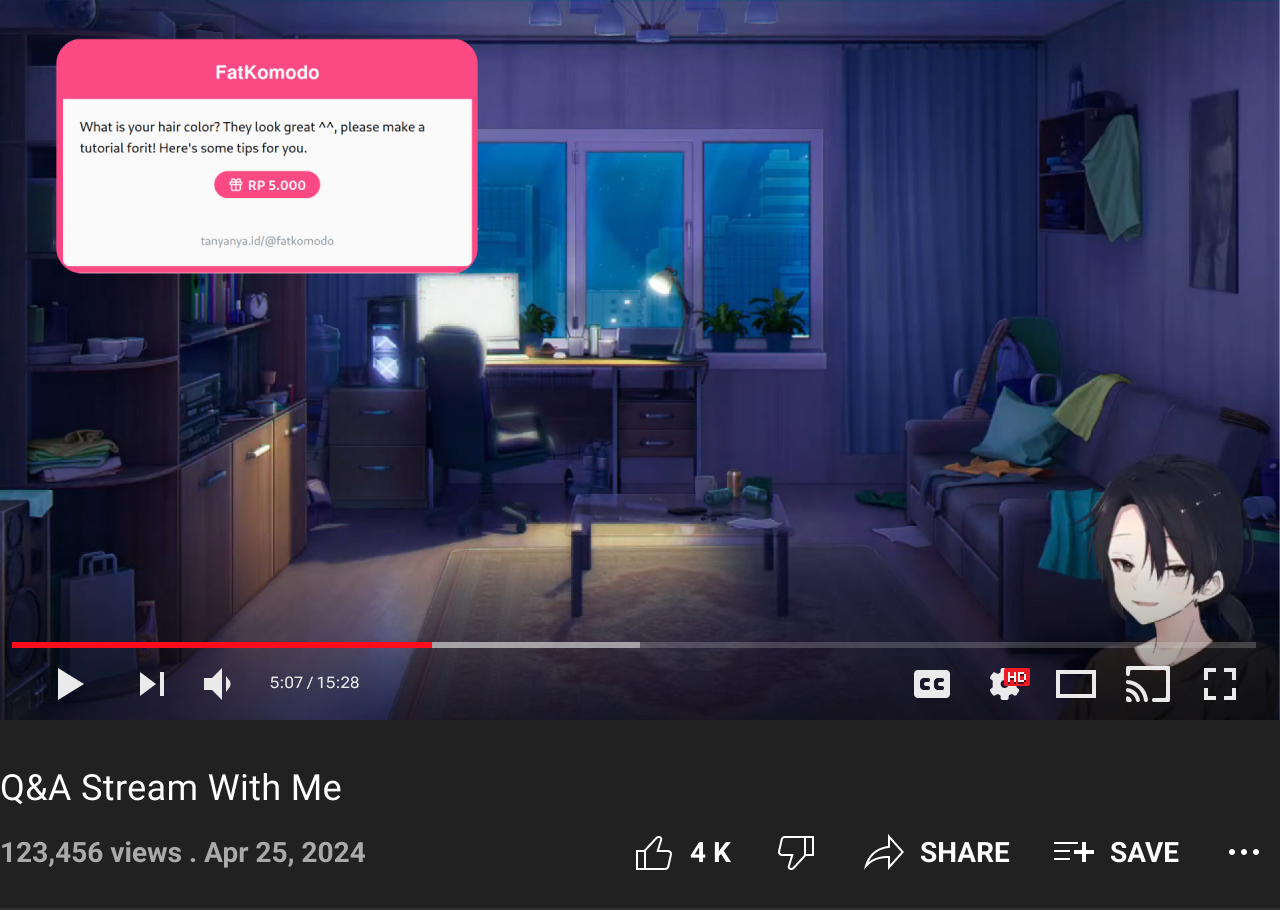 FatKomodo
What is your hair color? They look great ^^, please make a
tutorial forit! Here's some tips for you.
RP 5.000
tanyanya.id/@fatkomodo
5:07 / 15:28
CC
HD
Q&A Stream With Me
123,456 views . Apr 25, 2024
4 K
SHARE
SAVE